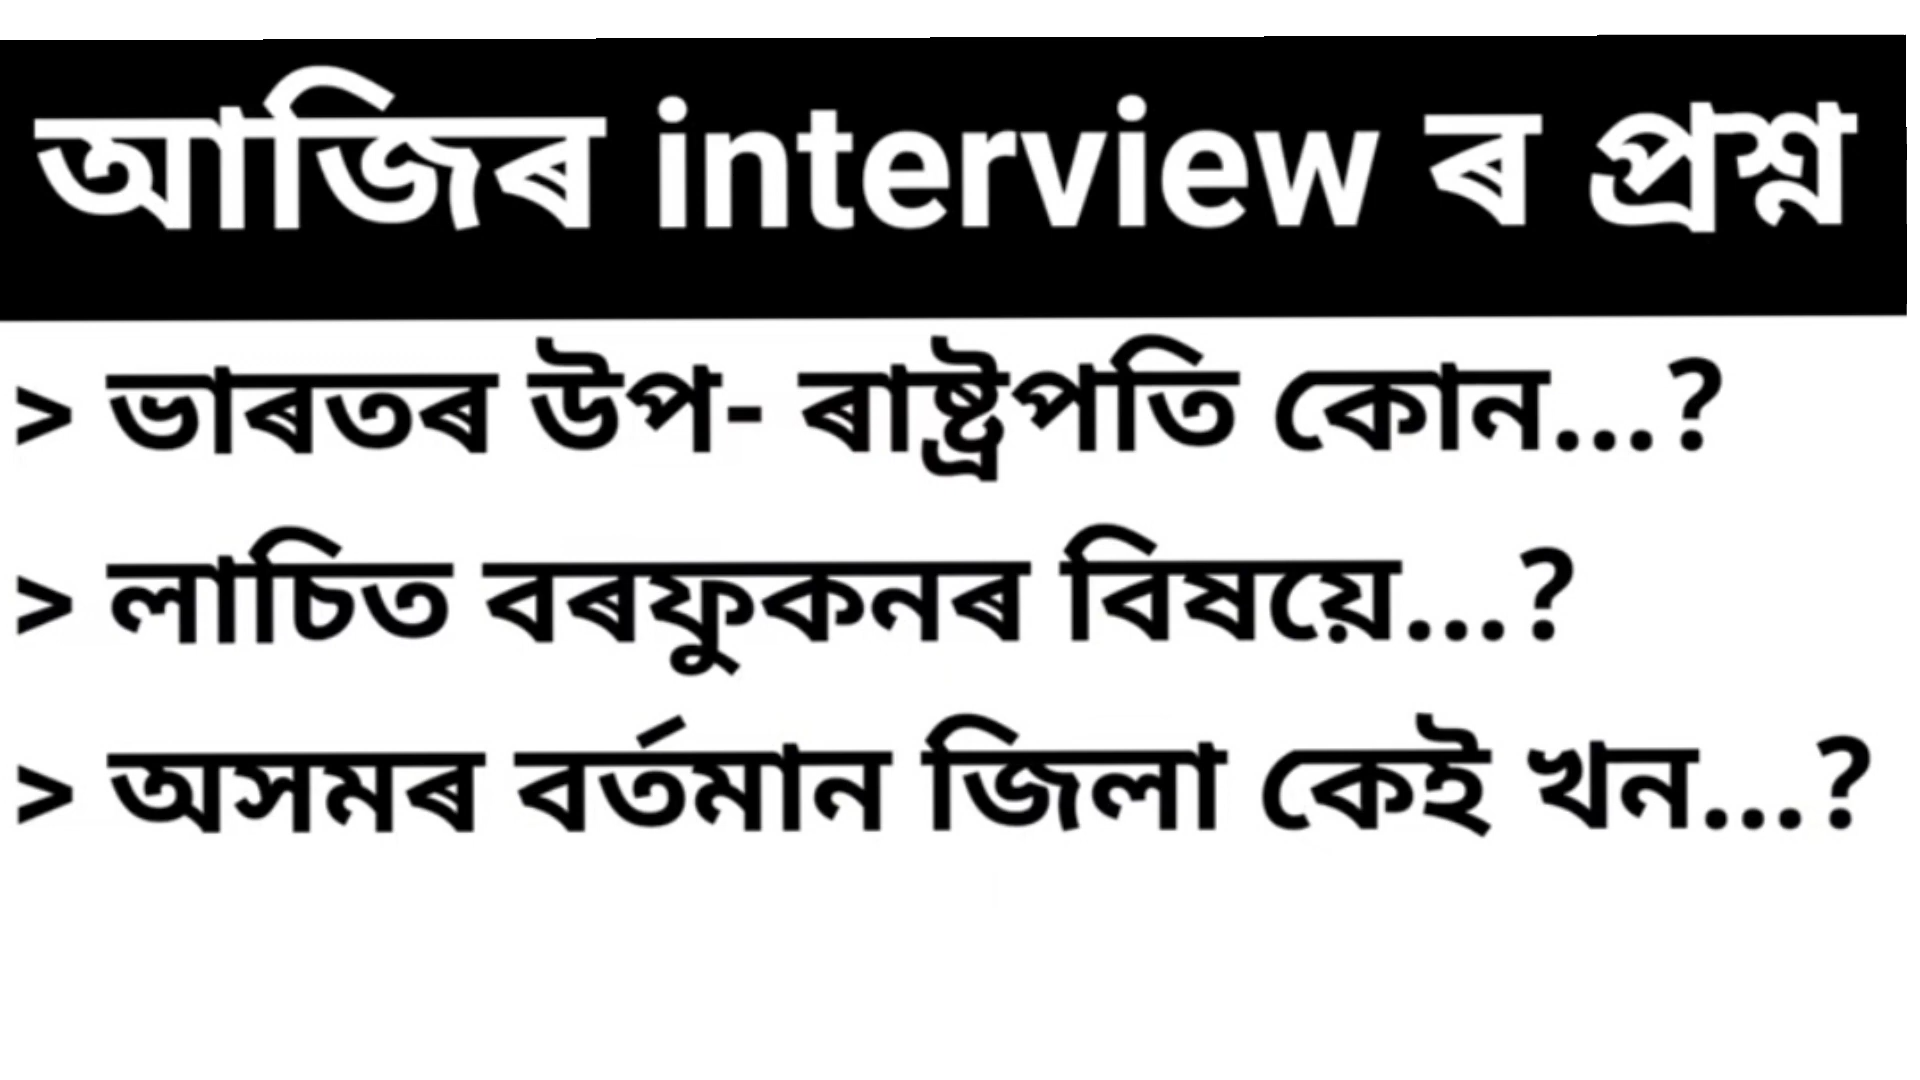 আজিৰ interview ৰ প্ৰশ্ন
> ভাৰতৰ উপ- ৰাষ্ট্ৰপতি কোন...?
> লাচিত বৰফুকনৰ বিষয়ে...?
> অসমৰ বৰ্তমান জিলা কেই খন...?